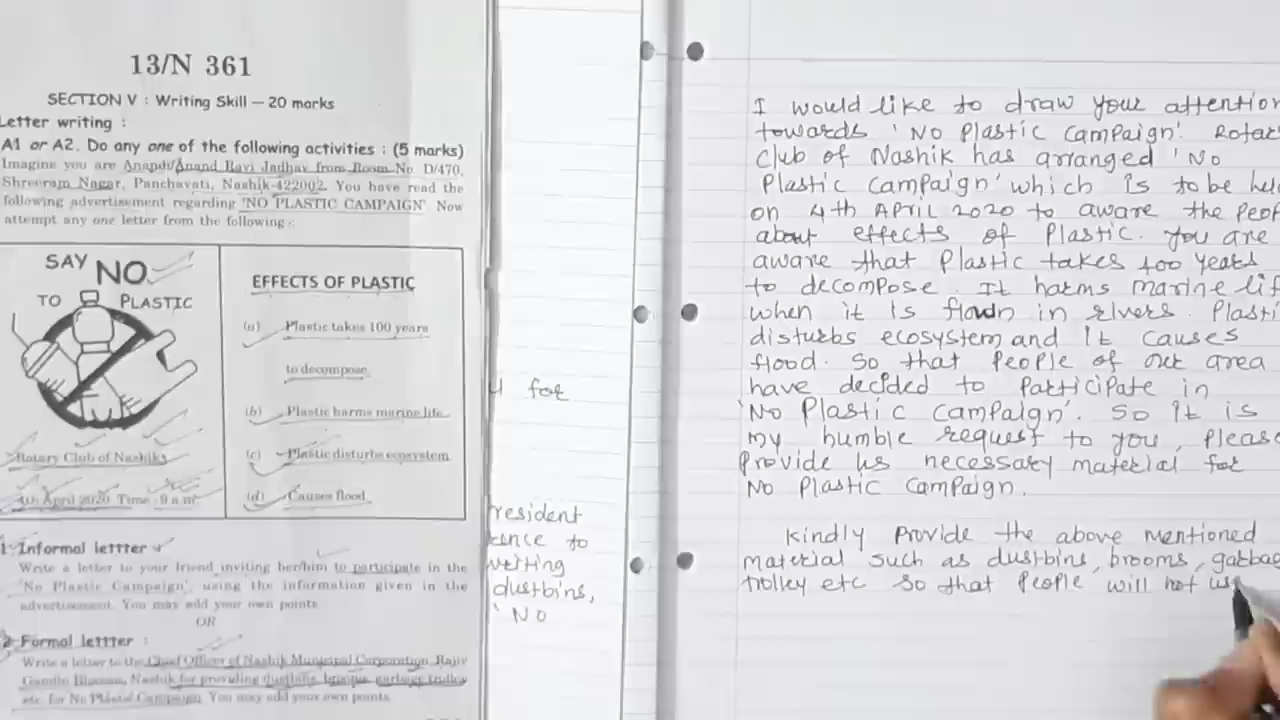 13/N 361
SECTION V : Writing Skill – 20 marks
Letter writing :
A1 or A2. Do any one of the following activities : (5 marks)
Imagine you are Anandi/Anand Ravi Jadhav from Room No. D/470,
Shreeram Nagar, Panchavati, Nashik-422002. You have read the
following advertisement regarding 'NO PLASTIC CAMPAIGN'. Now
attempt any one letter from the following :
SAY NO
TO PLASTIC
Rotary Club of Nashik
4th April 2020 Time : 9 a.m.
EFFECTS OF PLASTIC
(a) Plastic takes 100 years
to decompose.
(b) Plastic harms marine life.
(c) Plastic disturbs ecosystem
(d) Causes flood.
1. Informal lettter
Write a letter to your friend inviting her/him to participate in the
'No Plastic Campaign', using the information given in the
advertisement. You may add your own points
OR
2. Formal lettter :
Write a letter to the Chief Officer of Nashik Municipal Corporation, Rajiv
Gandhi Bhavan, Nashik for providing dustbins, brooms, garbage trolley
etc. for No Plastic Campaign. You may add your own points.
for
resident
to
dustbins,
'No
I would like to draw your attention
towards 'No Plastic Campaign'. Rotar
Club of Nashik has arranged 'No
Plastic Campaign' which is to be hel
on 4th April 2020 to aware the peop
about effects of Plastic. You are
aware that Plastic takes 100 years
to decompose. It harms marine lif
when it is flown in rivers. Plasti
disturbs ecosystem and it causes
flood. So that people of our area
have decided to participate in
'No Plastic Campaign'. So it is
my humble request to you, please
provide us necessary material for
No Plastic Campaign.
Kindly provide the above mentioned
material such as dustbins, brooms, garbag
trolley etc so that people will not us